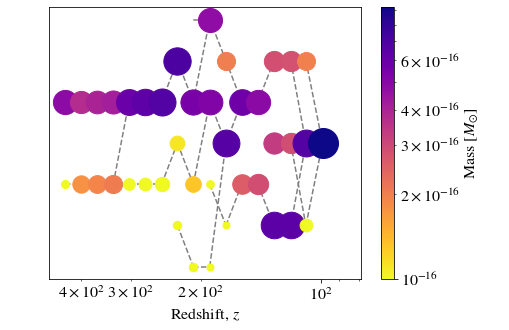 6 × 10⁻¹⁶
4 × 10⁻¹⁶
3 × 10⁻¹⁶
2 × 10⁻¹⁶
10⁻¹⁶
Mass [M⊙]
4 × 10² 3 × 10² 2 × 10² 10²
Redshift, z